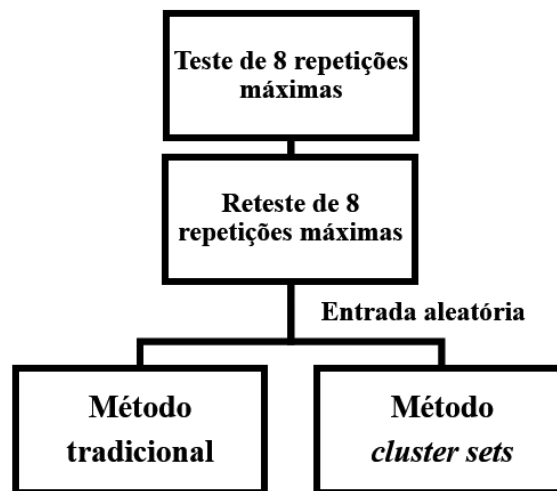 Teste de 8 repetições
máximas
Reteste de 8
repetições máximas
Entrada aleatória
Método
tradicional
Método
cluster sets